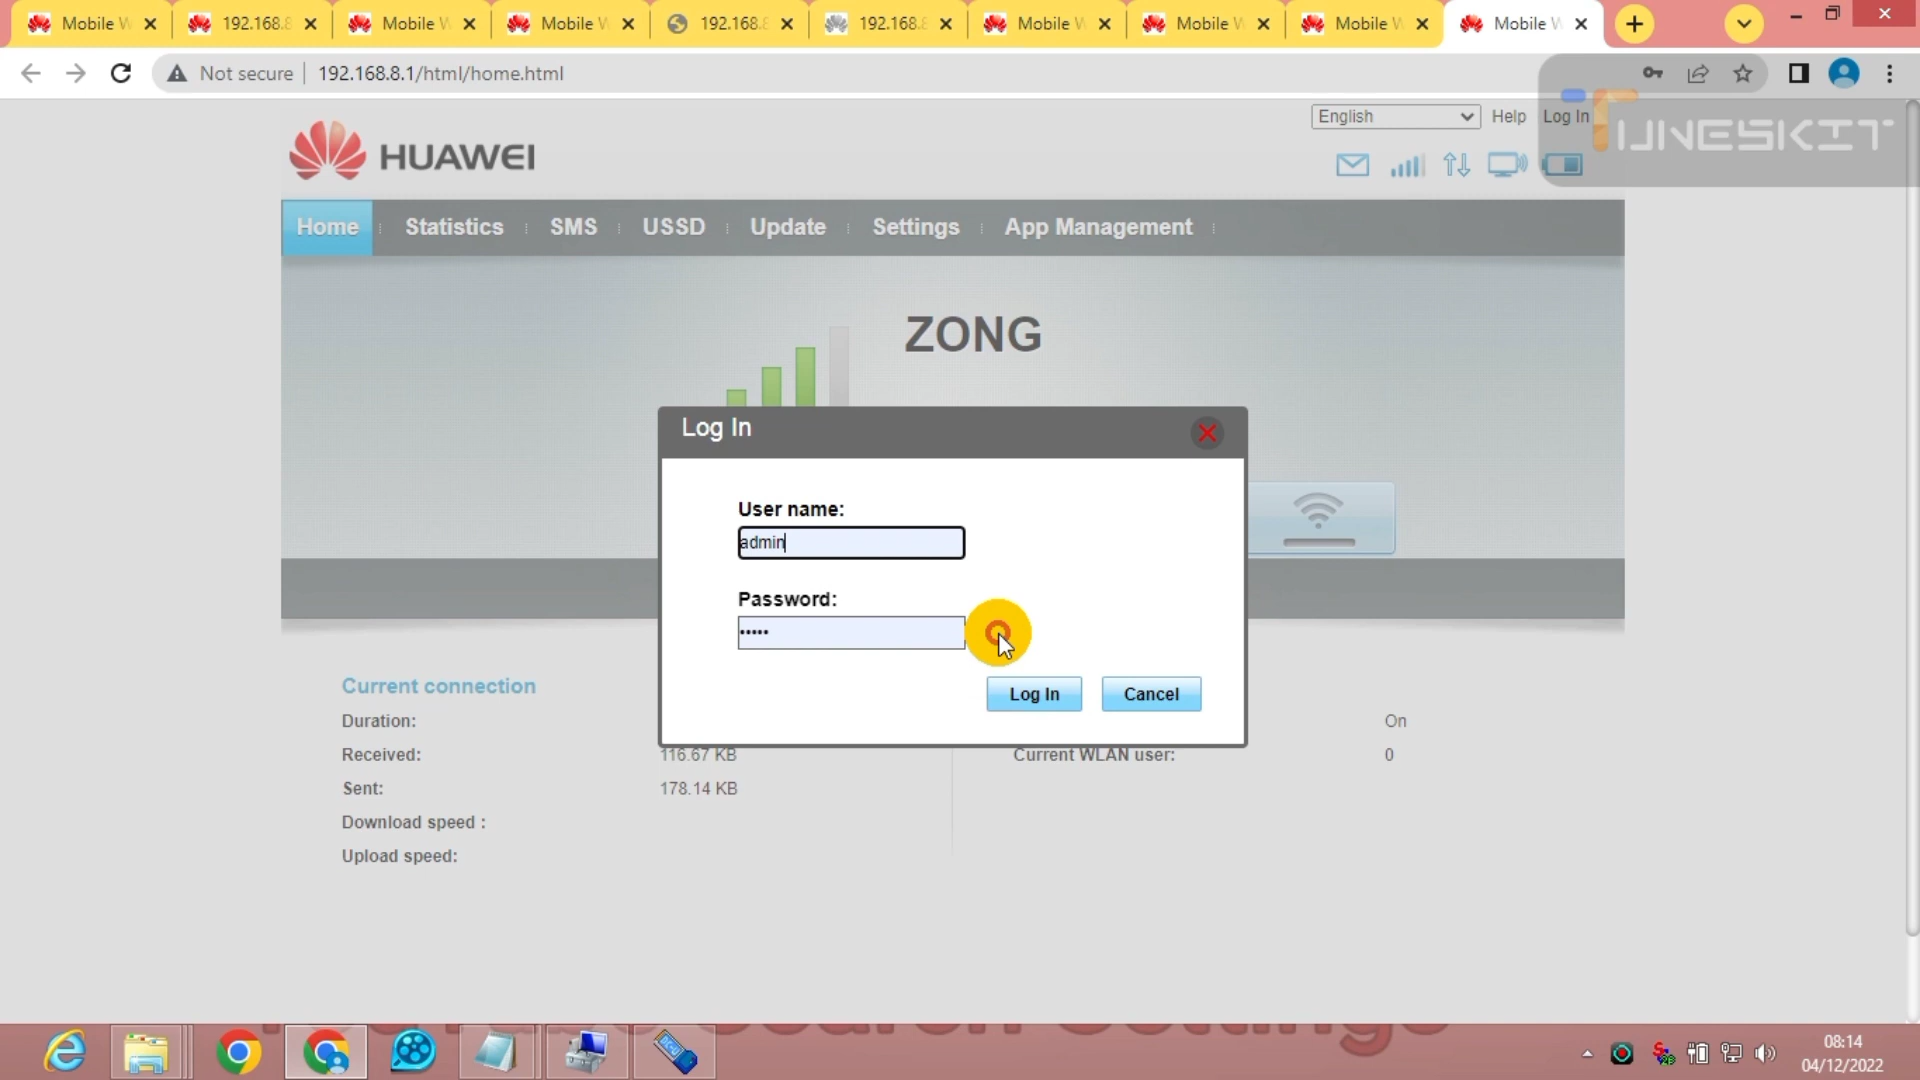 Mobile W 192.168.8 Mobile W Mobile W 192.168.8 192.168.8 Mobile W Mobile W Mobile W Mobile W
Not secure 192.168.8.1/html/home.html
English Help Log In
TUNESKIT
HUAWEI
Home Statistics SMS USSD Update Settings App Management
ZONG
Log In
User name:
admin
Password:
•••••
Log In Cancel
Current connection
Duration: On
Received: 116.67 KB Current WLAN user: 0
Sent: 178.14 KB
Download speed :
Upload speed:
08:14
04/12/2022